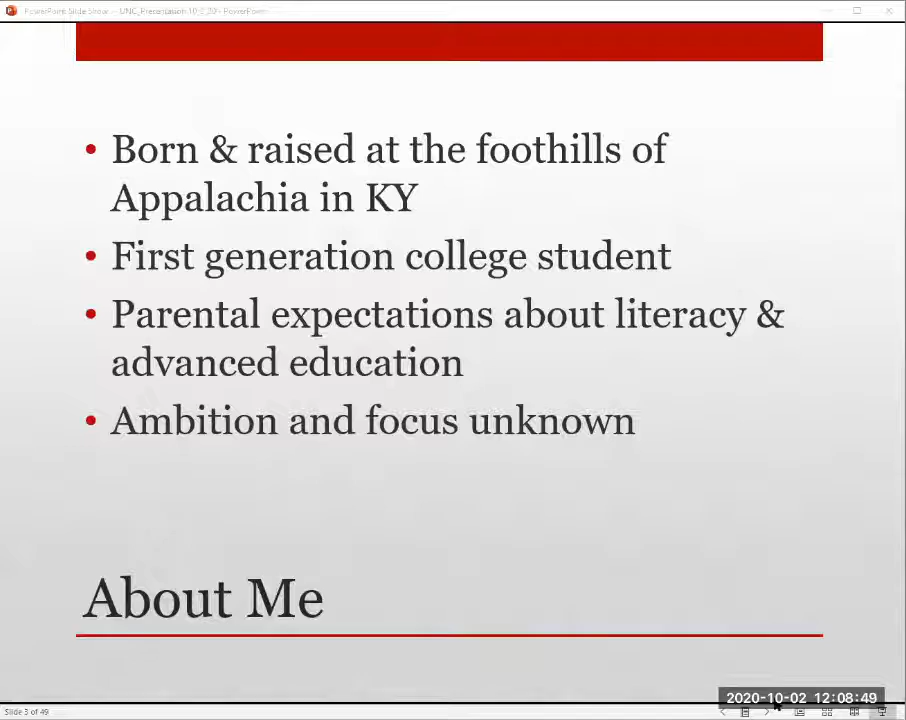 PowerPoint Slide Show - UNC_Presentation 10-2-20 - PowerPoint
• Born & raised at the foothills of
Appalachia in KY
• First generation college student
• Parental expectations about literacy &
advanced education
• Ambition and focus unknown
About Me
2020-10-02 12:08:49
Slide 3 of 49